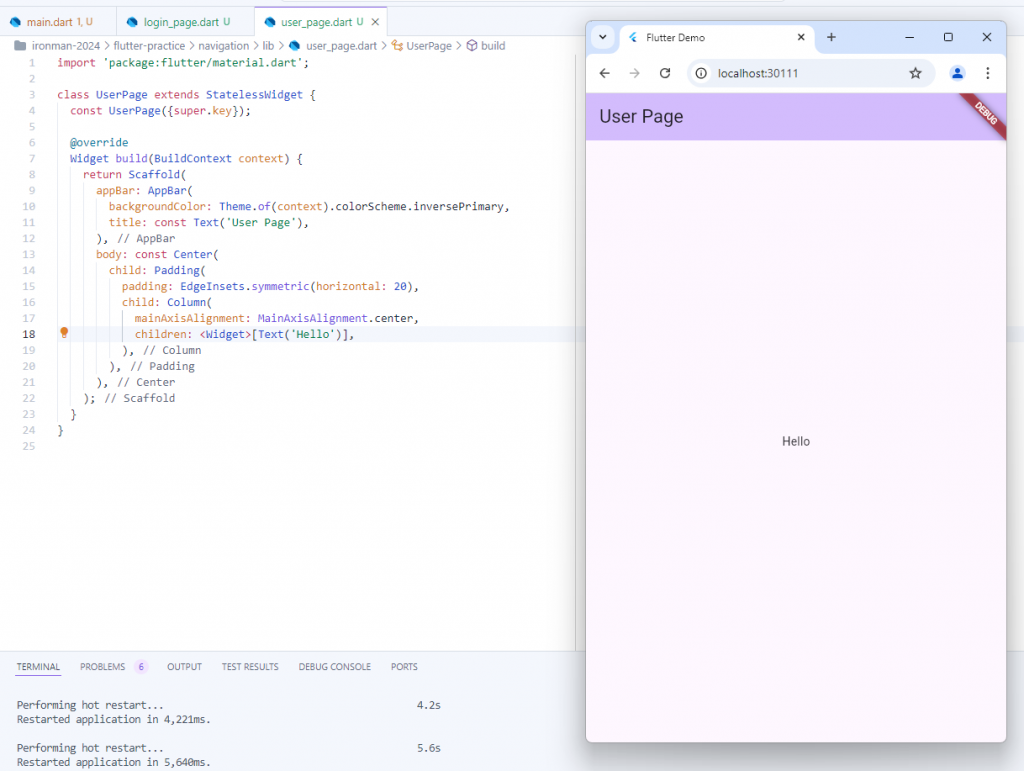 main.dart 1, U
login_page.dart U
user_page.dart U
ironman-2024 > flutter-practice > navigation > lib > user_page.dart > UserPage > build
1 import 'package:flutter/material.dart';
2
3 class UserPage extends StatelessWidget {
4 const UserPage({super.key});
5
6 @override
7 Widget build(BuildContext context) {
8 return Scaffold(
9 appBar: AppBar(
10 backgroundColor: Theme.of(context).colorScheme.inversePrimary,
11 title: const Text('User Page'),
12 ), // AppBar
13 body: const Center(
14 child: Padding(
15 padding: EdgeInsets.symmetric(horizontal: 20),
16 child: Column(
17 mainAxisAlignment: MainAxisAlignment.center,
18 children: <Widget>[Text('Hello')],
19 ), // Column
20 ), // Padding
21 ), // Center
22 ); // Scaffold
23 }
24 }
25
TERMINAL PROBLEMS 6 OUTPUT TEST RESULTS DEBUG CONSOLE PORTS
Performing hot restart... 4.2s
Restarted application in 4,221ms.
Performing hot restart... 5.6s
Restarted application in 5,640ms.
Flutter Demo
localhost:30111
User Page
DEBUG
Hello